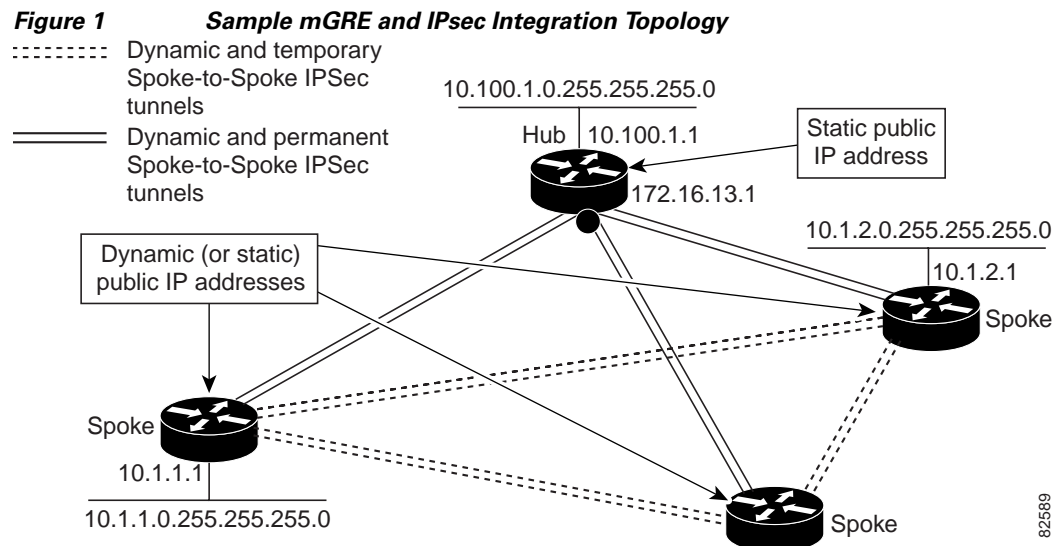 Figure 1 Sample mGRE and IPsec Integration Topology
Dynamic and temporary
Spoke-to-Spoke IPSec
tunnels
Dynamic and permanent
Spoke-to-Spoke IPSec
tunnels
10.100.1.0.255.255.255.0
Hub 10.100.1.1
172.16.13.1
Static public
IP address
10.1.2.0.255.255.255.0
10.1.2.1
Spoke
Dynamic (or static)
public IP addresses
Spoke
10.1.1.1
10.1.1.0.255.255.255.0
Spoke
82589